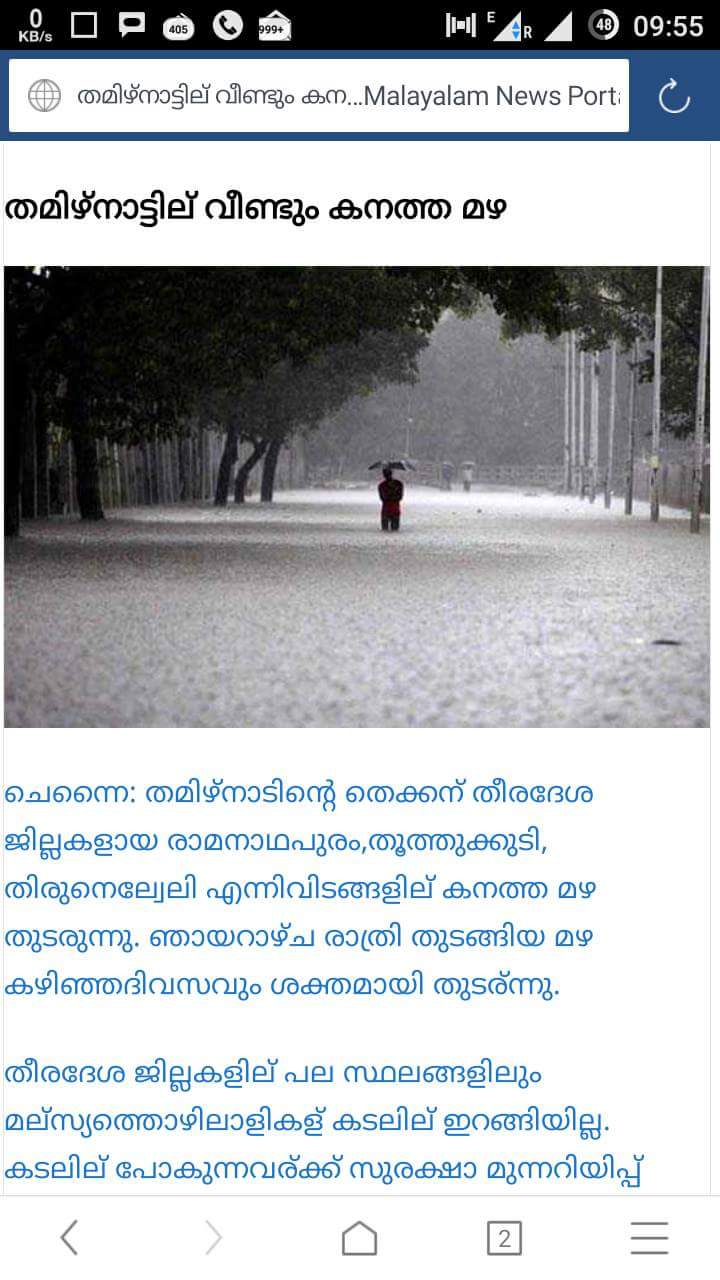 0
KB/s
405
999+
E
R
48
09:55
തമിഴ്നാട്ടില് വീണ്ടും കന...Malayalam News Port
തമിഴ്നാട്ടില് വീണ്ടും കനത്ത മഴ
ചെന്നൈ: തമിഴ്നാടിന്റെ തെക്കന് തീരദേശ
ജില്ലകളായ രാമനാഥപുരം,തൂത്തുക്കുടി,
തിരുനെല്വേലി എന്നിവിടങ്ങളില് കനത്ത മഴ
തുടരുന്നു. ഞായറാഴ്ച രാത്രി തുടങ്ങിയ മഴ
കഴിഞ്ഞദിവസവും ശക്തമായി തുടര്ന്നു.
തീരദേശ ജില്ലകളില് പല സ്ഥലങ്ങളിലും
മല്സ്യത്തൊഴിലാളികള് കടലില് ഇറങ്ങിയില്ല.
കടലില് പോകുന്നവര്ക്ക് സുരക്ഷാ മുന്നറിയിപ്പ്
2